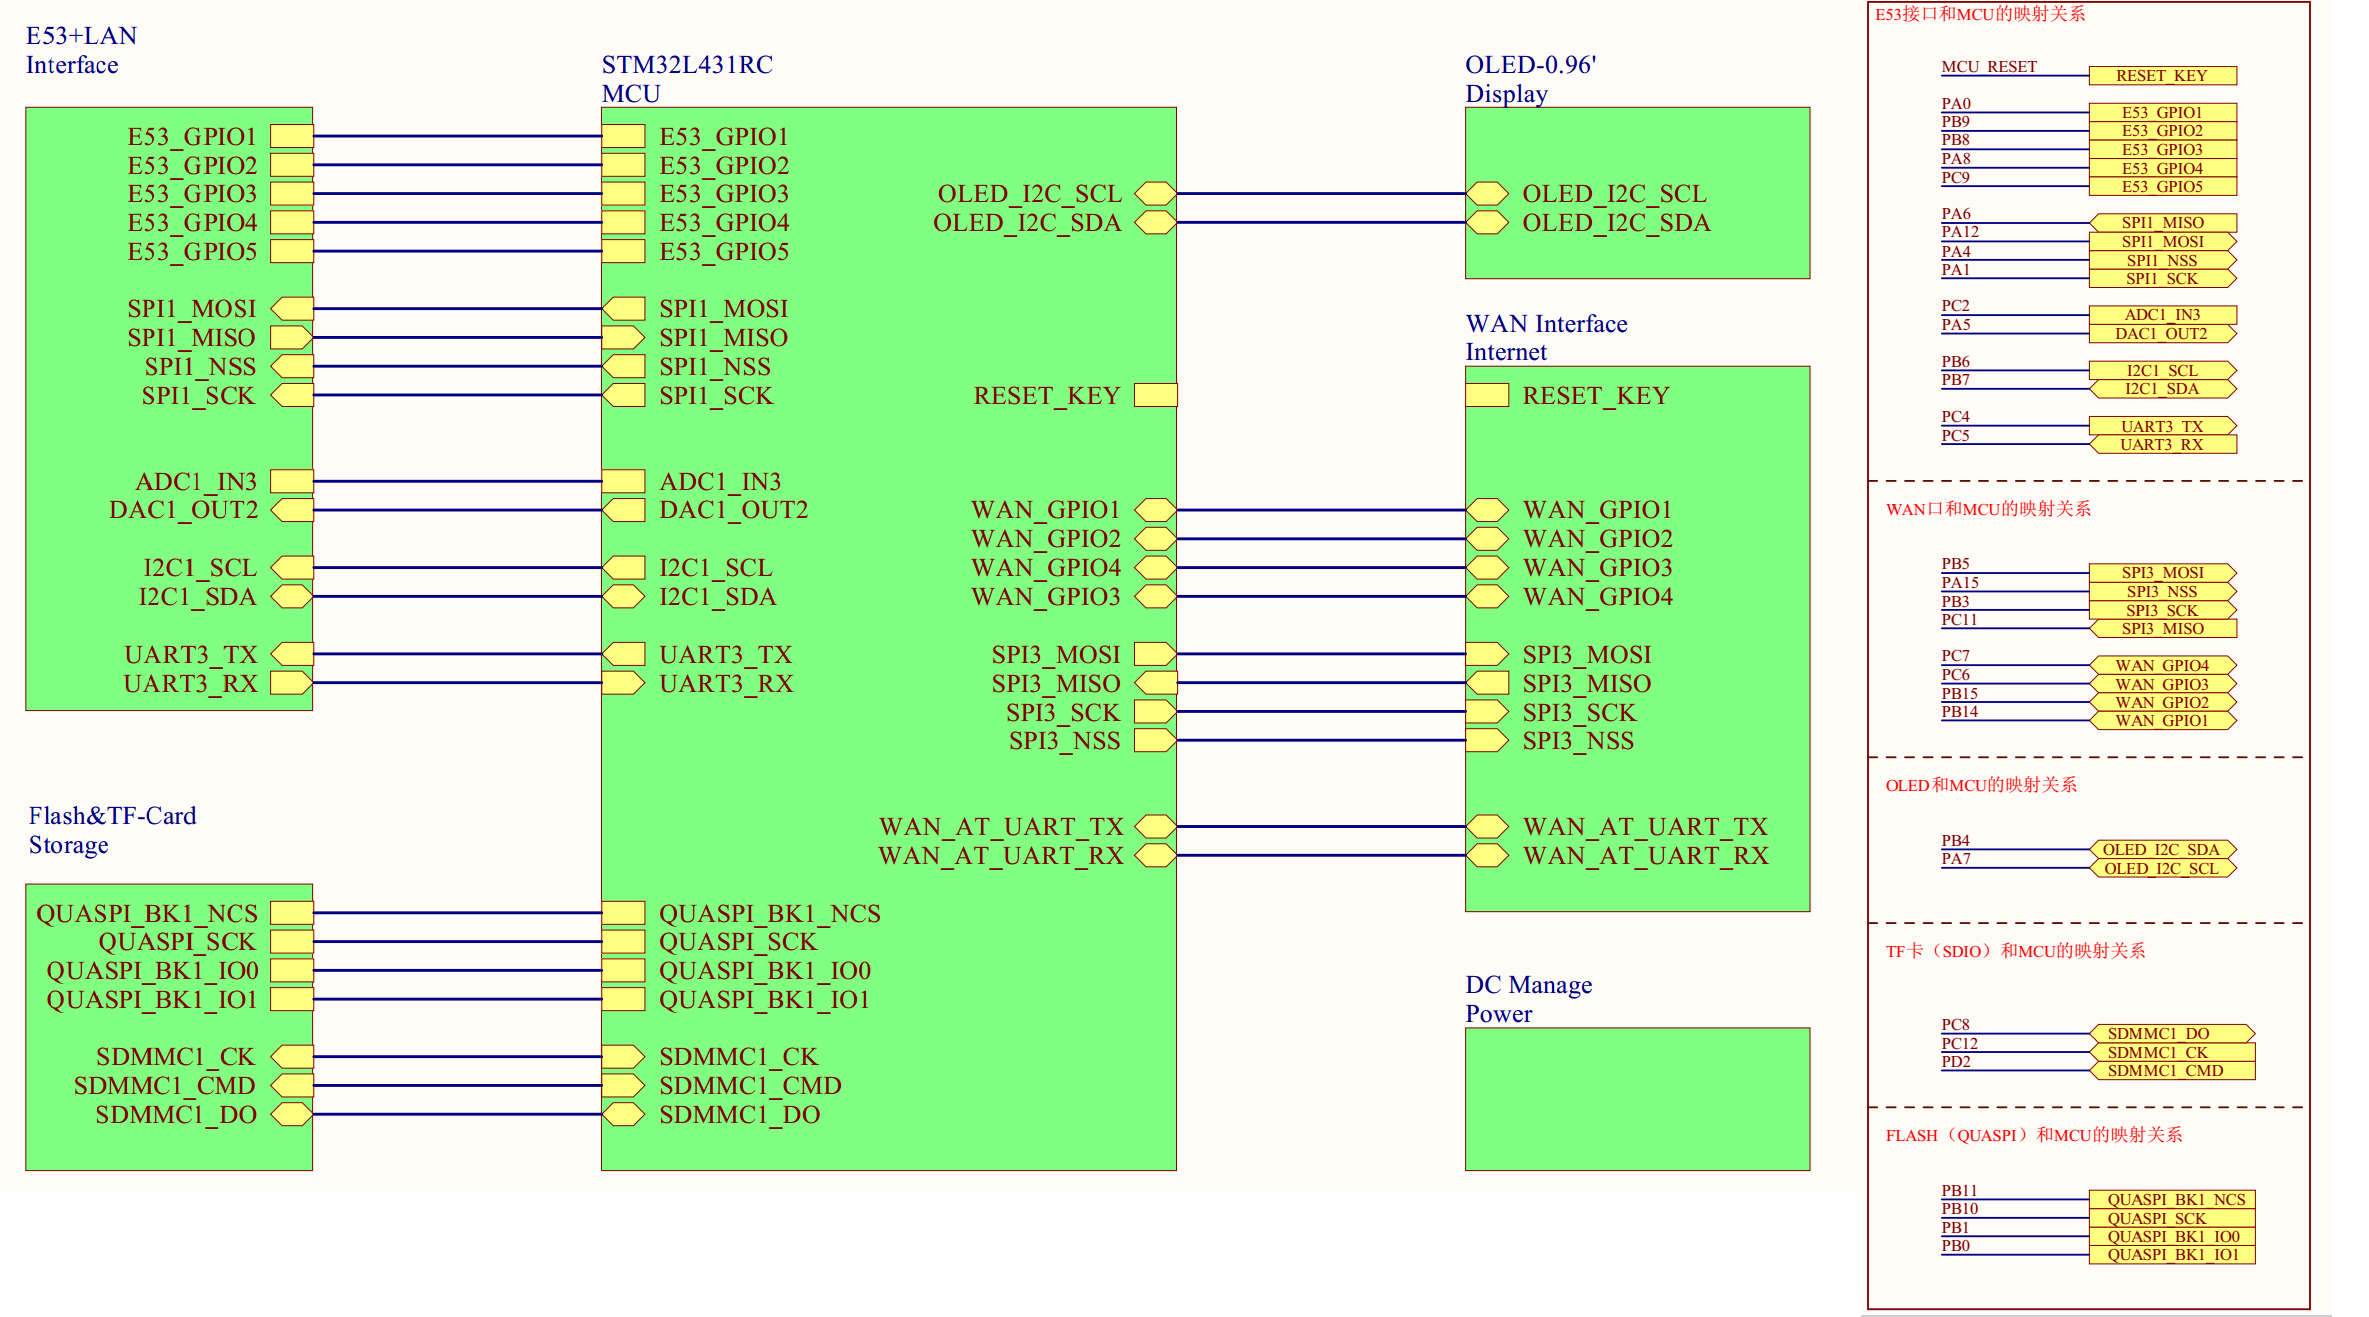 E53+LAN
Interface
E53_GPIO1
E53_GPIO2
E53_GPIO3
E53_GPIO4
E53_GPIO5
SPI1_MOSI
SPI1_MISO
SPI1_NSS
SPI1_SCK
ADC1_IN3
DAC1_OUT2
I2C1_SCL
I2C1_SDA
UART3_TX
UART3_RX
Flash&TF-Card
Storage
QUASPI_BK1_NCS
QUASPI_SCK
QUASPI_BK1_IO0
QUASPI_BK1_IO1
SDMMC1_CK
SDMMC1_CMD
SDMMC1_DO
STM32L431RC
MCU
E53_GPIO1
E53_GPIO2
E53_GPIO3
E53_GPIO4
E53_GPIO5
SPI1_MOSI
SPI1_MISO
SPI1_NSS
SPI1_SCK
ADC1_IN3
DAC1_OUT2
I2C1_SCL
I2C1_SDA
UART3_TX
UART3_RX
QUASPI_BK1_NCS
QUASPI_SCK
QUASPI_BK1_IO0
QUASPI_BK1_IO1
SDMMC1_CK
SDMMC1_CMD
SDMMC1_DO
OLED_I2C_SCL
OLED_I2C_SDA
RESET_KEY
WAN_GPIO1
WAN_GPIO2
WAN_GPIO4
WAN_GPIO3
SPI3_MOSI
SPI3_MISO
SPI3_SCK
SPI3_NSS
WAN_AT_UART_TX
WAN_AT_UART_RX
OLED-0.96'
Display
OLED_I2C_SCL
OLED_I2C_SDA
WAN Interface
Internet
RESET_KEY
WAN_GPIO1
WAN_GPIO2
WAN_GPIO3
WAN_GPIO4
SPI3_MOSI
SPI3_MISO
SPI3_SCK
SPI3_NSS
WAN_AT_UART_TX
WAN_AT_UART_RX
DC Manage
Power
E53接口和MCU的映射关系
MCU_RESET RESET_KEY
PA0 E53_GPIO1
PB9 E53_GPIO2
PB8 E53_GPIO3
PA8 E53_GPIO4
PC9 E53_GPIO5
PA6 SPI1_MISO
PA12 SPI1_MOSI
PA4 SPI1_NSS
PA1 SPI1_SCK
PC2 ADC1_IN3
PA5 DAC1_OUT2
PB6 I2C1_SCL
PB7 I2C1_SDA
PC4 UART3_TX
PC5 UART3_RX
WAN口和MCU的映射关系
PB5 SPI3_MOSI
PA15 SPI3_NSS
PB3 SPI3_SCK
PC11 SPI3_MISO
PC7 WAN_GPIO4
PC6 WAN_GPIO3
PB15 WAN_GPIO2
PB14 WAN_GPIO1
OLED和MCU的映射关系
PB4 OLED_I2C_SDA
PA7 OLED_I2C_SCL
TF卡（SDIO）和MCU的映射关系
PC8 SDMMC1_DO
PC12 SDMMC1_CK
PD2 SDMMC1_CMD
FLASH（QUASPI）和MCU的映射关系
PB11 QUASPI_BK1_NCS
PB10 QUASPI_SCK
PB1 QUASPI_BK1_IO0
PB0 QUASPI_BK1_IO1